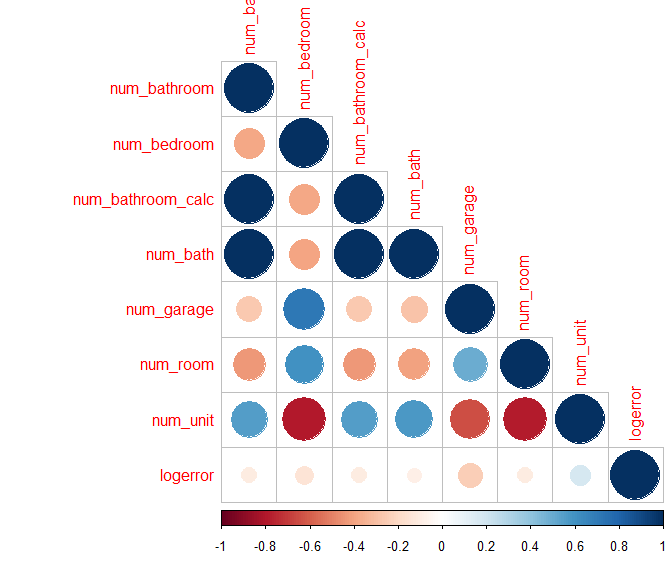 num_ba
num_bedroom
num_bathroom_calc
num_bath
num_garage
num_room
num_unit
logerror
num_bathroom
num_bedroom
num_bathroom_calc
num_bath
num_garage
num_room
num_unit
logerror
-1 -0.8 -0.6 -0.4 -0.2 0 0.2 0.4 0.6 0.8 1